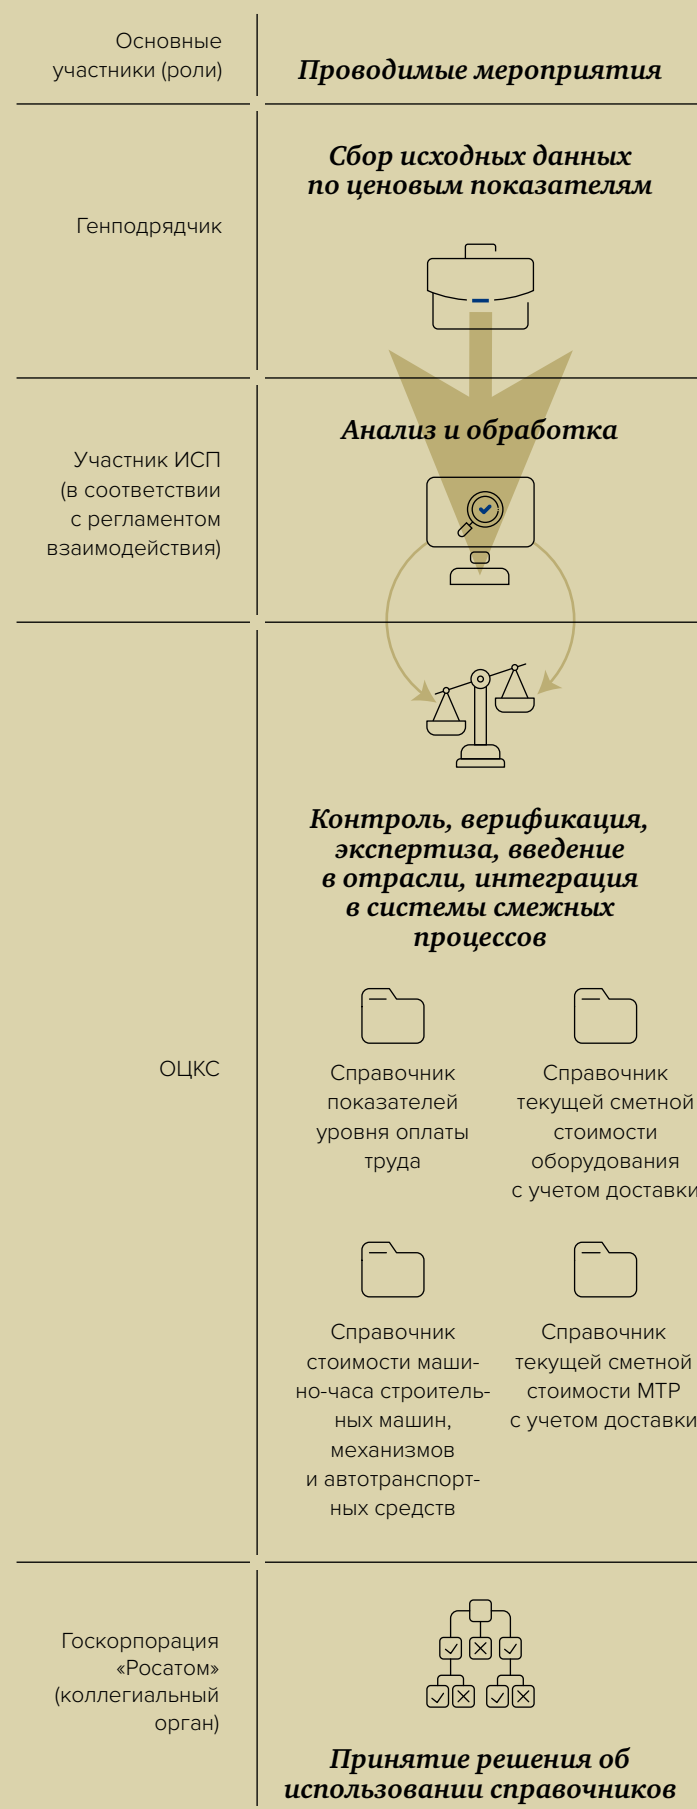 Основные
участники (роли)
Проводимые мероприятия
Генподрядчик
Сбор исходных данных
по ценовым показателям
Участник ИСП
(в соответствии
с регламентом
взаимодействия)
Анализ и обработка
ОЦКС
Контроль, верификация,
экспертиза, введение
в отрасли, интеграция
в системы смежных
процессов
Справочник
показателей
уровня оплаты
труда
Справочник
текущей сметной
стоимости
оборудования
с учетом доставки
Справочник
стоимости маши-
но-часа строитель-
ных машин,
механизмов
и автотранспорт-
ных средств
Справочник
текущей сметной
стоимости МТР
с учетом доставки
Госкорпорация
«Росатом»
(коллегиальный
орган)
Принятие решения об
использовании справочников